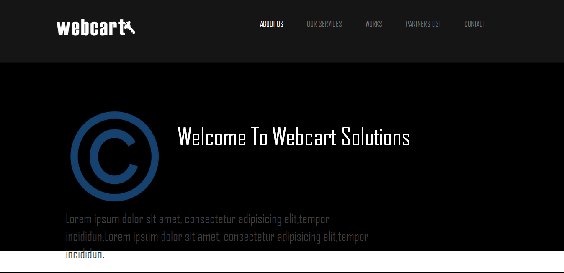 webcart
ABOUT US OUR SERVICES WORKS PARTNERS LIST CONTACT
©
Welcome To Webcart Solutions
Lorem ipsum dolor sit amet, consectetur adipisicing elit,tempor
incididun.Lorem ipsum dolor sit amet, consectetur adipisicing elit,tempor
incididun.